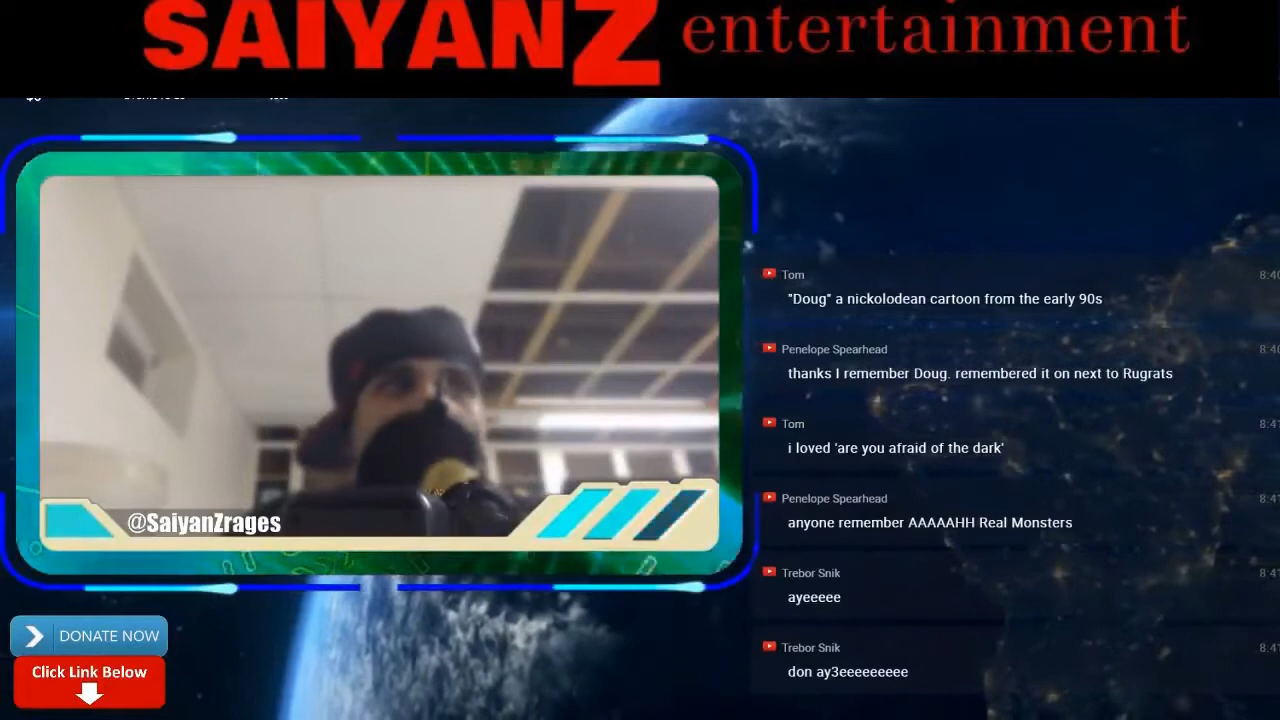 SAIYANZ entertainment
Tom
"Doug" a nickolodean cartoon from the early 90s
Penelope Spearhead
thanks I remember Doug. remembered it on next to Rugrats
Tom
i loved 'are you afraid of the dark'
Penelope Spearhead
anyone remember AAAAAHH Real Monsters
Trebor Snik
ayeeeee
Trebor Snik
don ay3eeeeeeeee
@SaiyanZrages
DONATE NOW
Click Link Below